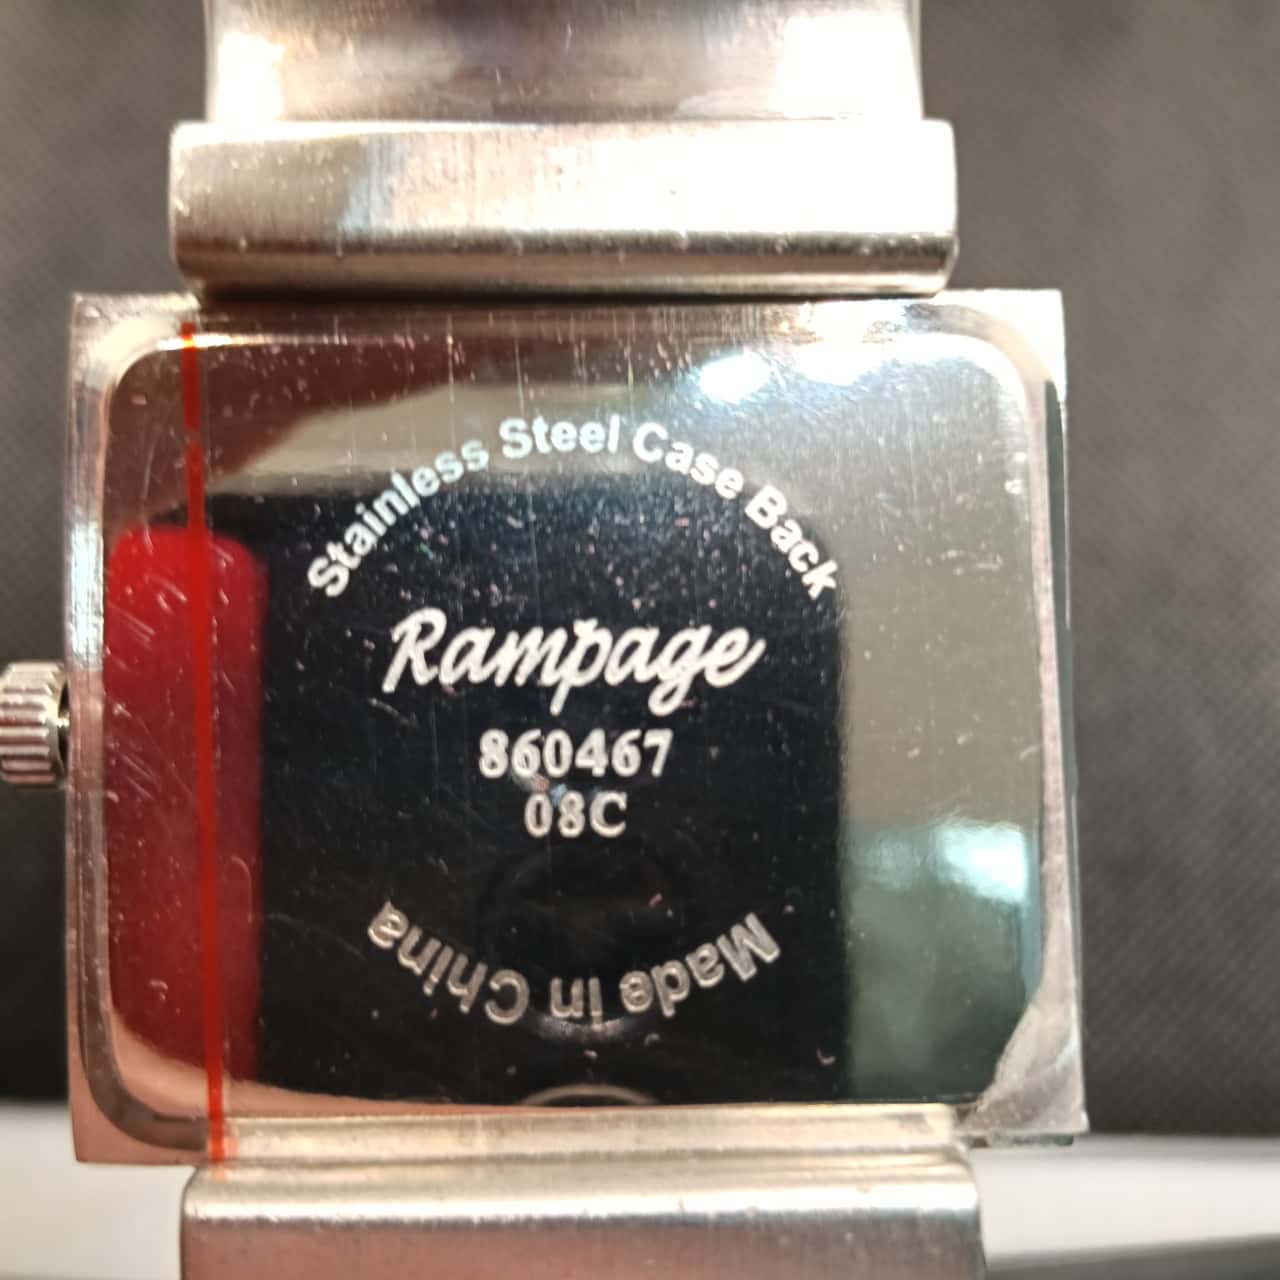 Stainless Steel Case Back
Rampage
860467
08C
Made in China